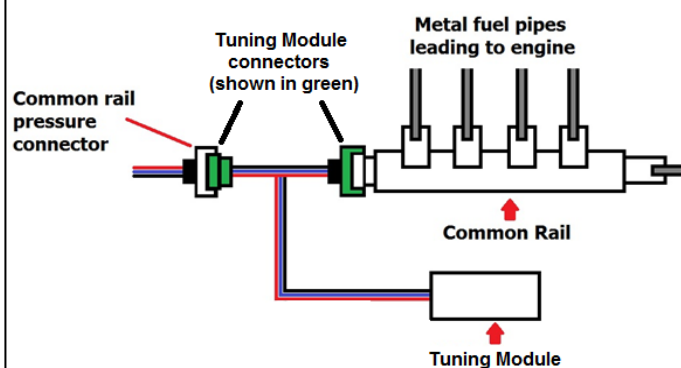 Metal fuel pipes
leading to engine
Tuning Module
connectors
(shown in green)
Common rail
pressure
connector
Common Rail
Tuning Module